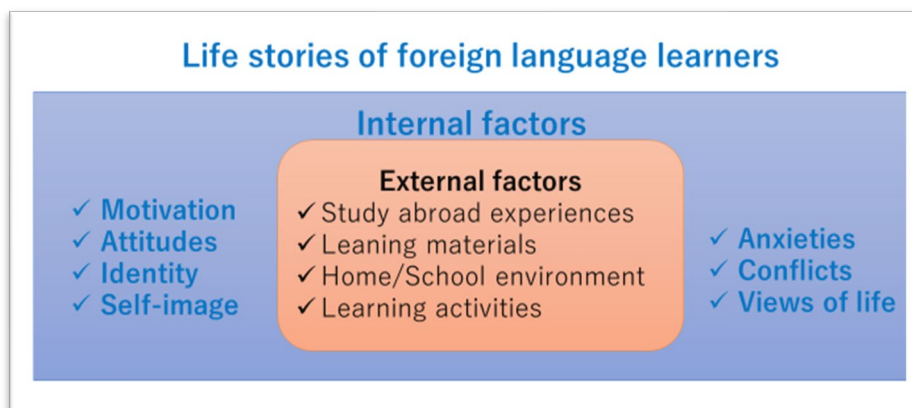 Life stories of foreign language learners
Internal factors
✓ Motivation
✓ Attitudes
✓ Identity
✓ Self-image
External factors
✓ Study abroad experiences
✓ Leaning materials
✓ Home/School environment
✓ Learning activities
✓ Anxieties
✓ Conflicts
✓ Views of life